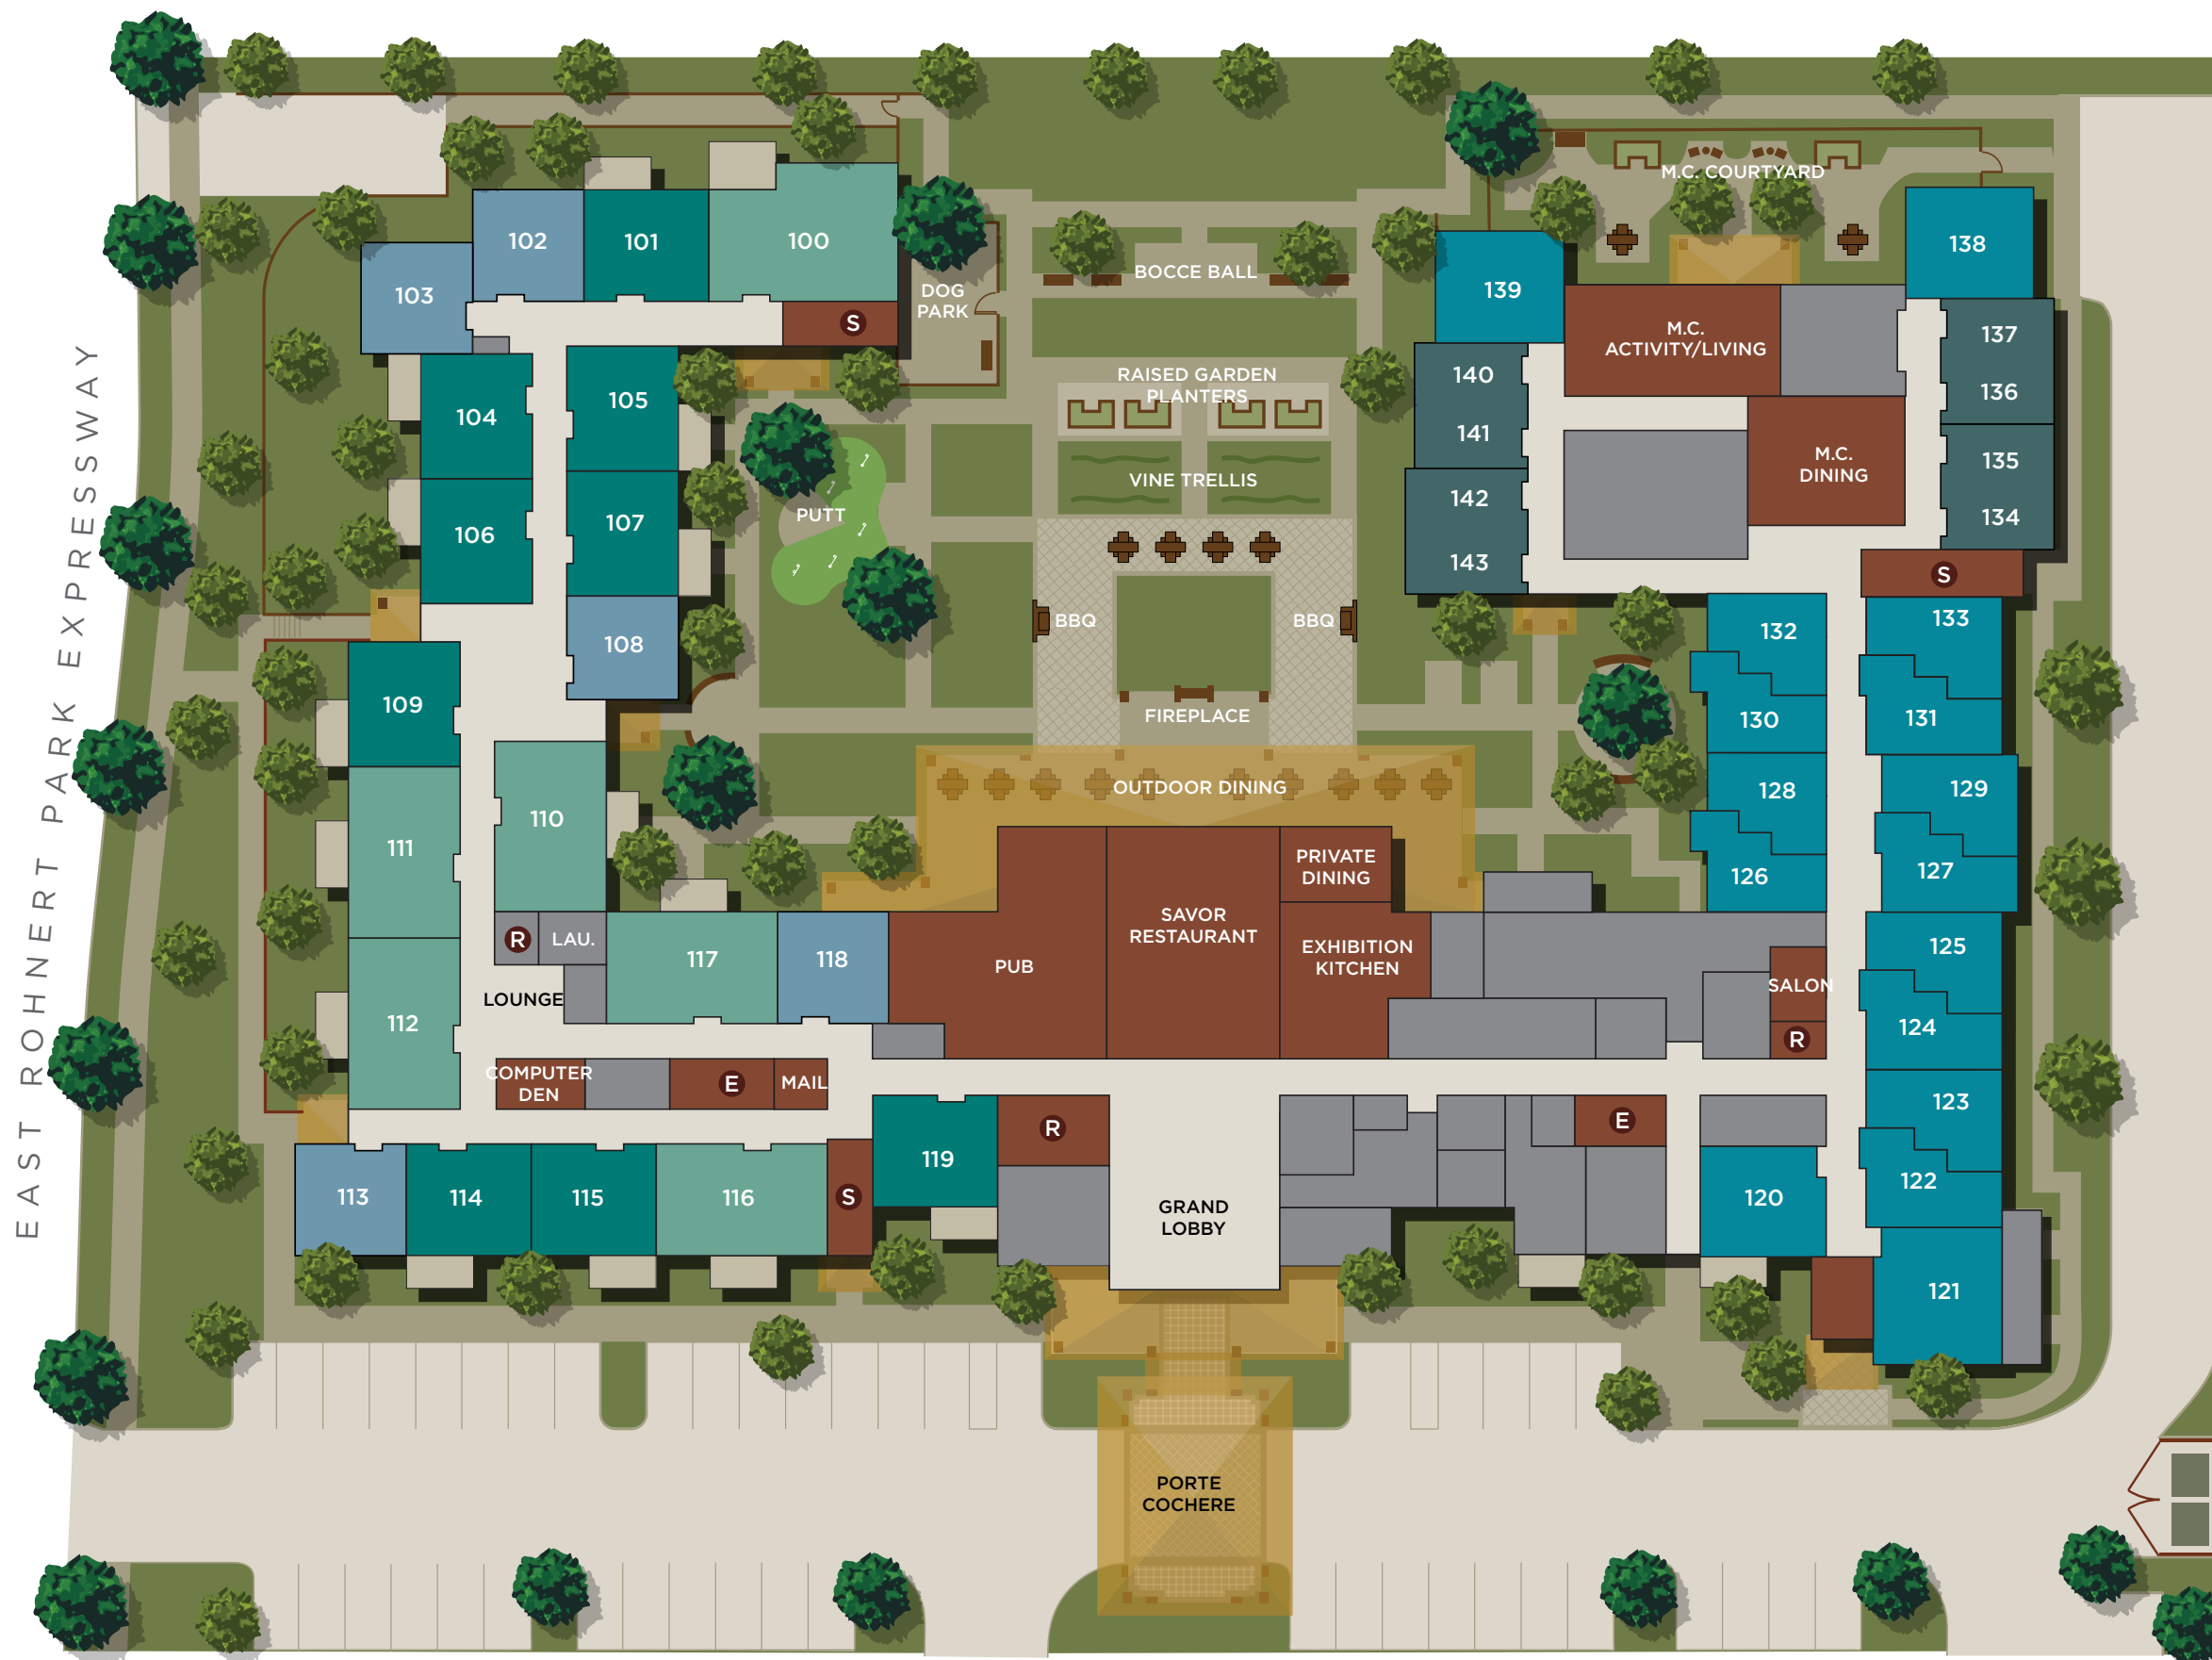 EAST ROHNERT PARK EXPRESSWAY
102
101
100
103
S
DOG
PARK
104
105
106
107
108
PUTT
109
110
111
112
R
LAU.
117
118
LOUNGE
COMPUTER
DEN
E
MAIL
113
114
115
116
S
119
R
BOCCE BALL
RAISED GARDEN
PLANTERS
VINE TRELLIS
BBQ
BBQ
FIREPLACE
OUTDOOR DINING
PUB
SAVOR
RESTAURANT
PRIVATE
DINING
EXHIBITION
KITCHEN
GRAND
LOBBY
PORTE
COCHERE
M.C. COURTYARD
138
139
M.C.
ACTIVITY/LIVING
137
136
140
141
M.C.
DINING
135
134
142
143
S
133
132
131
130
129
128
127
126
125
SALON
124
R
123
E
122
120
121